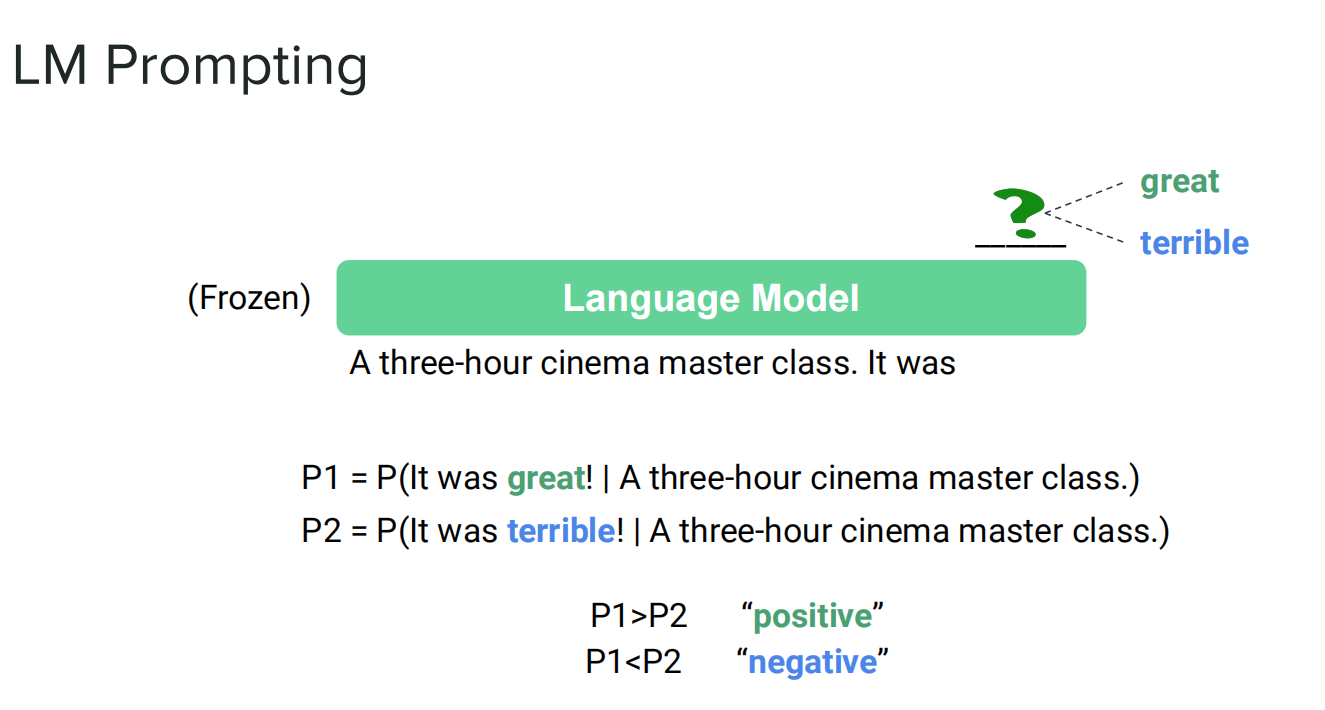 LM Prompting
?
great
terrible
(Frozen)
Language Model
A three-hour cinema master class. It was
P1 = P(It was great! | A three-hour cinema master class.)
P2 = P(It was terrible! | A three-hour cinema master class.)
P1>P2 “positive”
P1<P2 “negative”